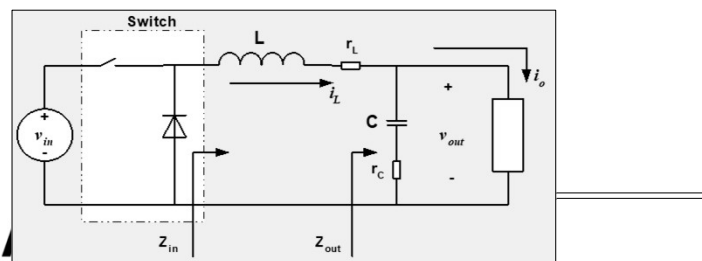 Switch
L
r_L
i_L
i_o
+
v_in
-
C
+
v_out
-
r_C
Z_in
Z_out